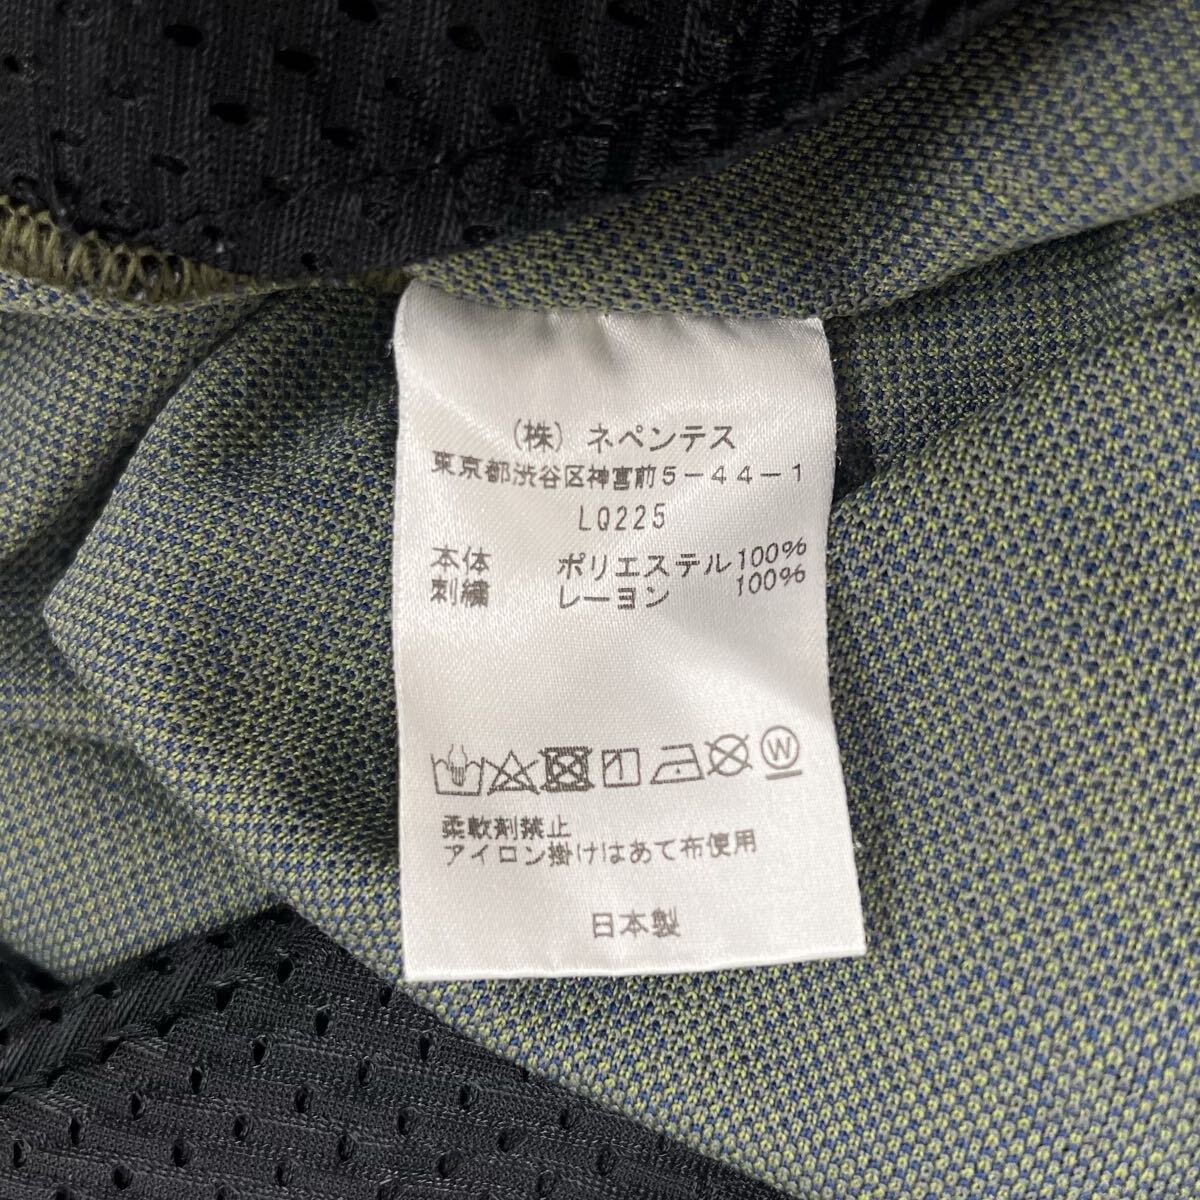 (株) ネペンテス
東京都渋谷区神宮前5-44-1
LQ225
本体 ポリエステル100%
刺繍 レーヨン 100%
W
柔軟剤禁止
アイロン掛けはあて布使用
日本製